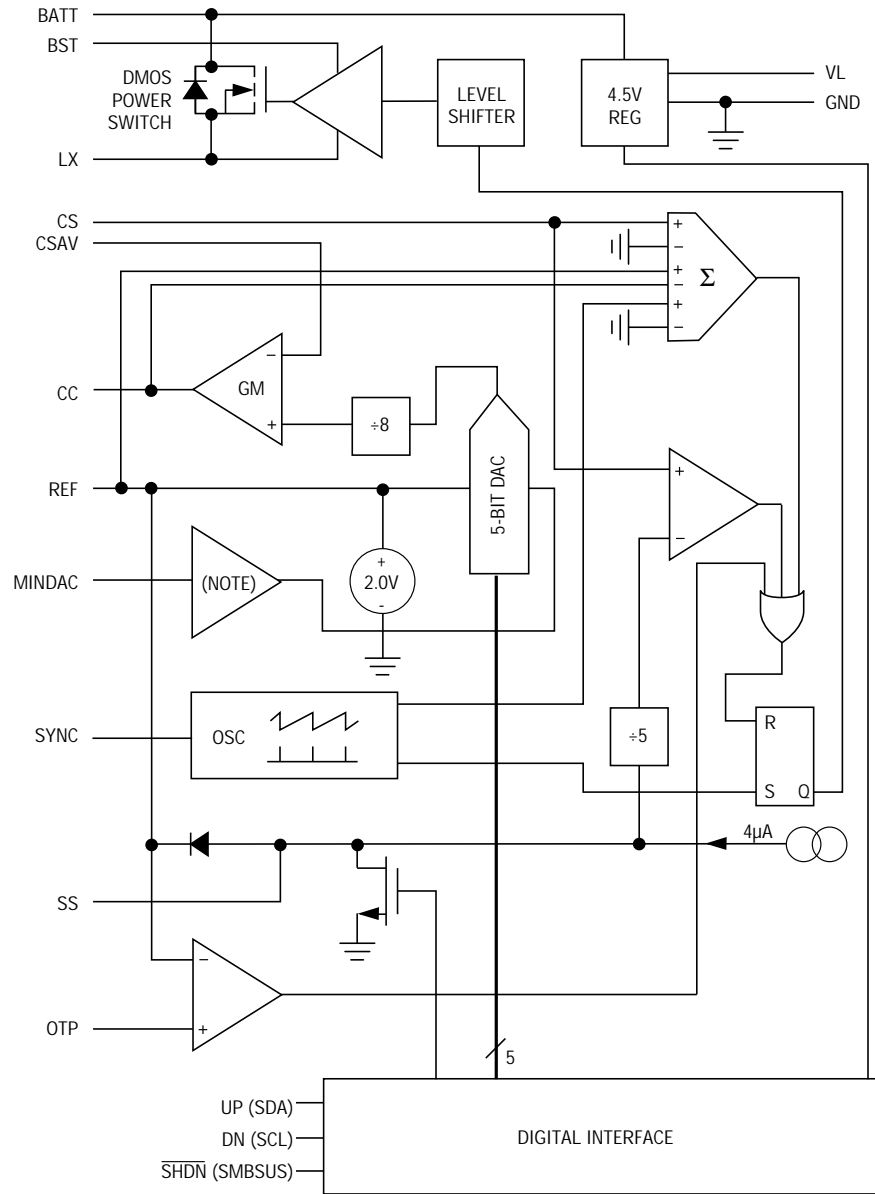 BATT
BST
DMOS
POWER
SWITCH
LX
LEVEL
SHIFTER
4.5V
REG
VL
GND
CS
CSAV
+
−
+
−
+
−
Σ
CC
GM
−
+
÷8
5-BIT DAC
+
−
REF
MINDAC
(NOTE)
+
2.0V
-
SYNC
OSC
÷5
R
S Q
4µA
SS
−
+
OTP
5
UP (SDA)
DN (SCL)
SHDN (SMBSUS)
DIGITAL INTERFACE